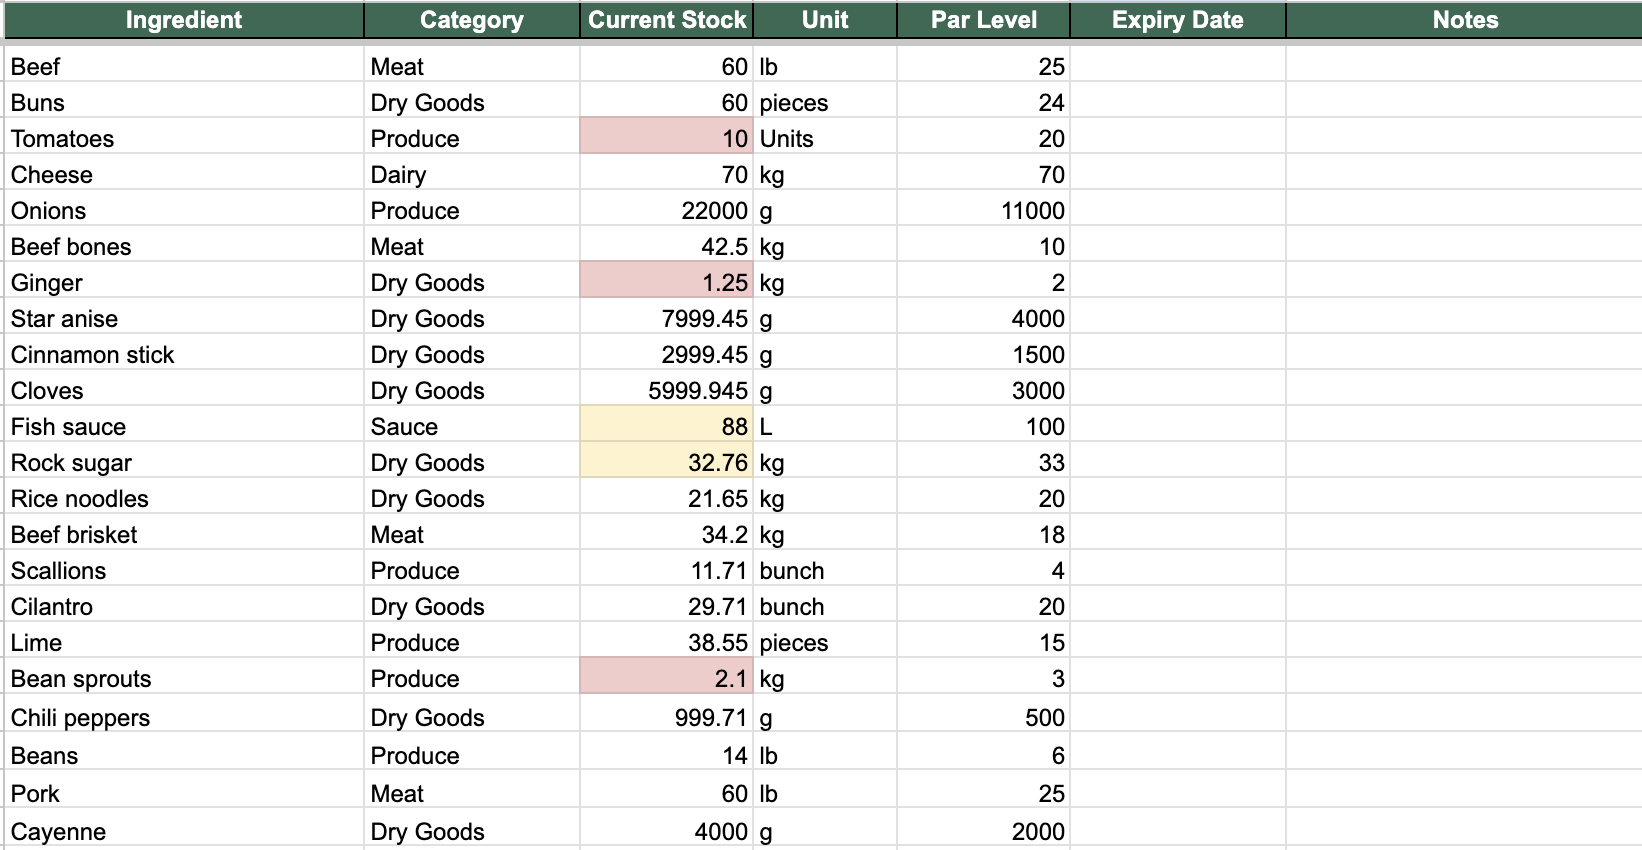 Ingredient Category Current Stock Unit Par Level Expiry Date Notes
Beef Meat 60 lb 25
Buns Dry Goods 60 pieces 24
Tomatoes Produce 10 Units 20
Cheese Dairy 70 kg 70
Onions Produce 22000 g 11000
Beef bones Meat 42.5 kg 10
Ginger Dry Goods 1.25 kg 2
Star anise Dry Goods 7999.45 g 4000
Cinnamon stick Dry Goods 2999.45 g 1500
Cloves Dry Goods 5999.945 g 3000
Fish sauce Sauce 88 L 100
Rock sugar Dry Goods 32.76 kg 33
Rice noodles Dry Goods 21.65 kg 20
Beef brisket Meat 34.2 kg 18
Scallions Produce 11.71 bunch 4
Cilantro Dry Goods 29.71 bunch 20
Lime Produce 38.55 pieces 15
Bean sprouts Produce 2.1 kg 3
Chili peppers Dry Goods 999.71 g 500
Beans Produce 14 lb 6
Pork Meat 60 lb 25
Cayenne Dry Goods 4000 g 2000